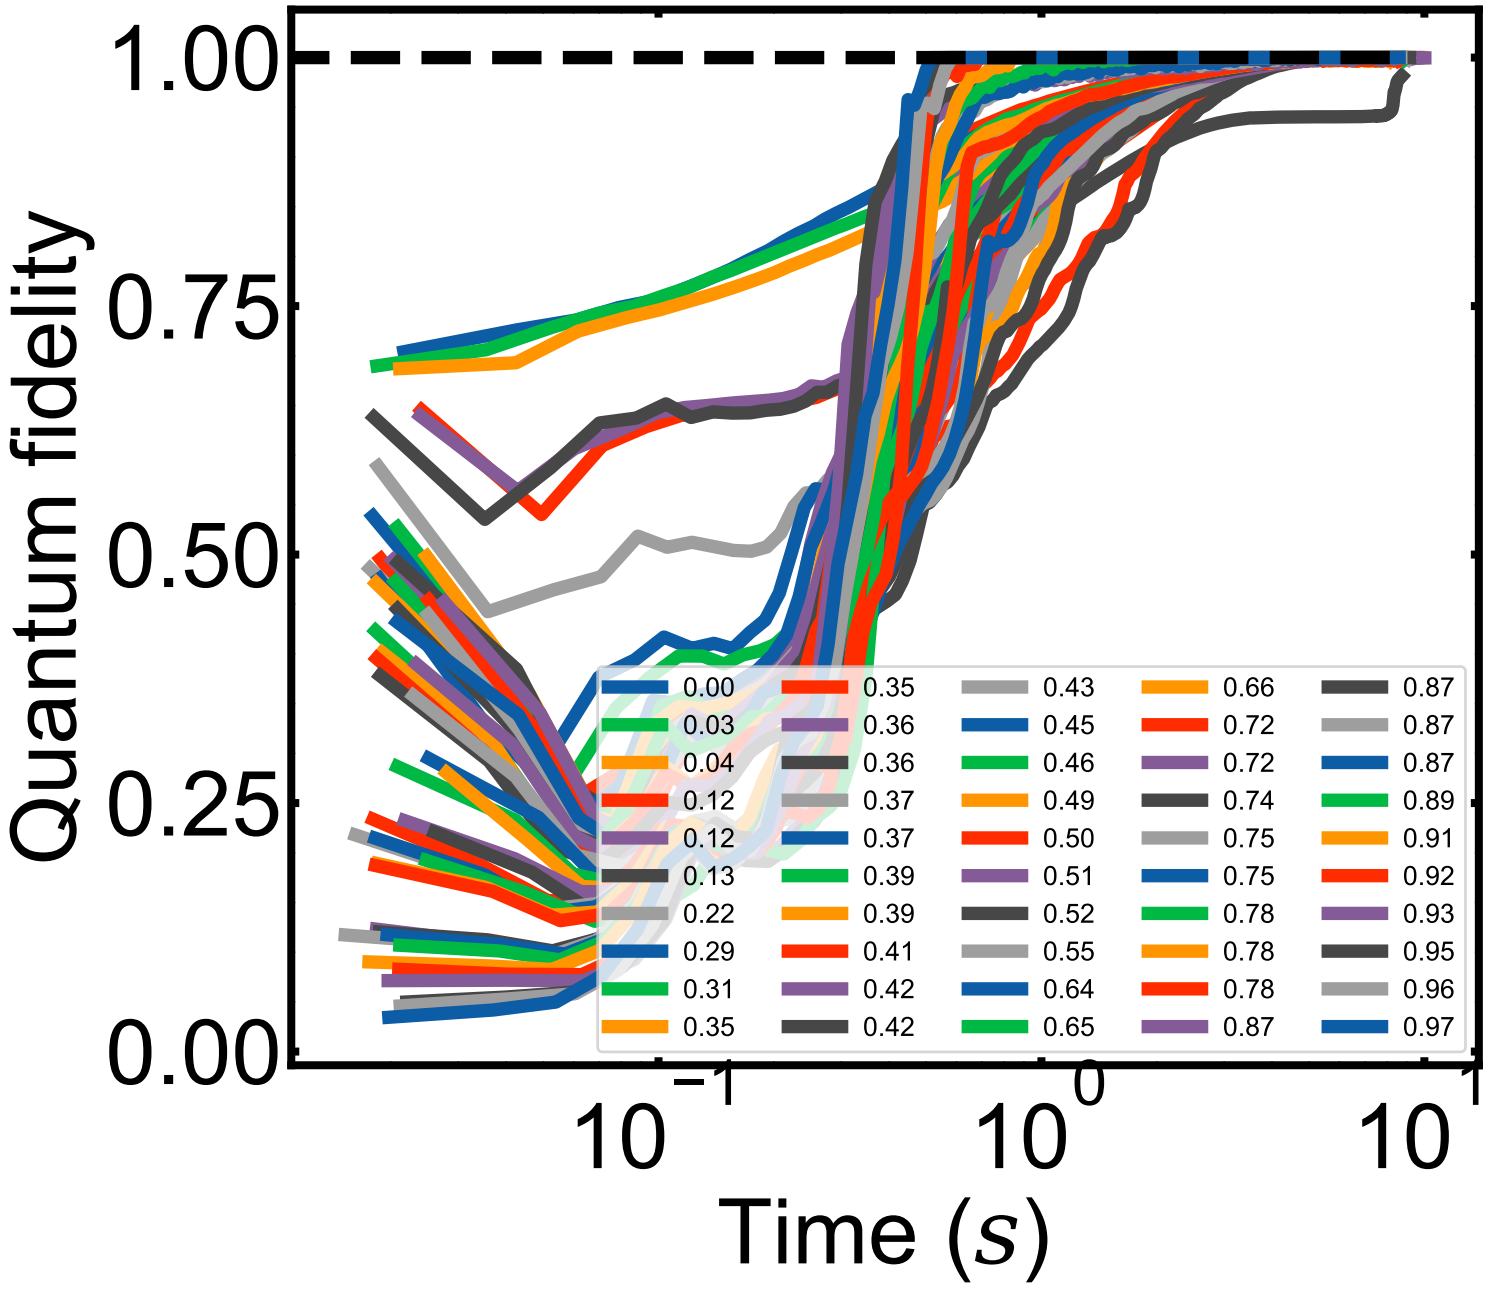 1.00
0.75
0.50
0.25
0.00
Quantum fidelity
0.00 0.35 0.43 0.66 0.87
0.03 0.36 0.45 0.72 0.87
0.04 0.36 0.46 0.72 0.87
0.12 0.37 0.49 0.74 0.89
0.12 0.37 0.50 0.75 0.91
0.13 0.39 0.51 0.75 0.92
0.22 0.39 0.52 0.78 0.93
0.29 0.41 0.55 0.78 0.95
0.31 0.42 0.64 0.78 0.96
0.35 0.42 0.65 0.87 0.97
10⁻¹ 10⁰ 10¹
Time (s)